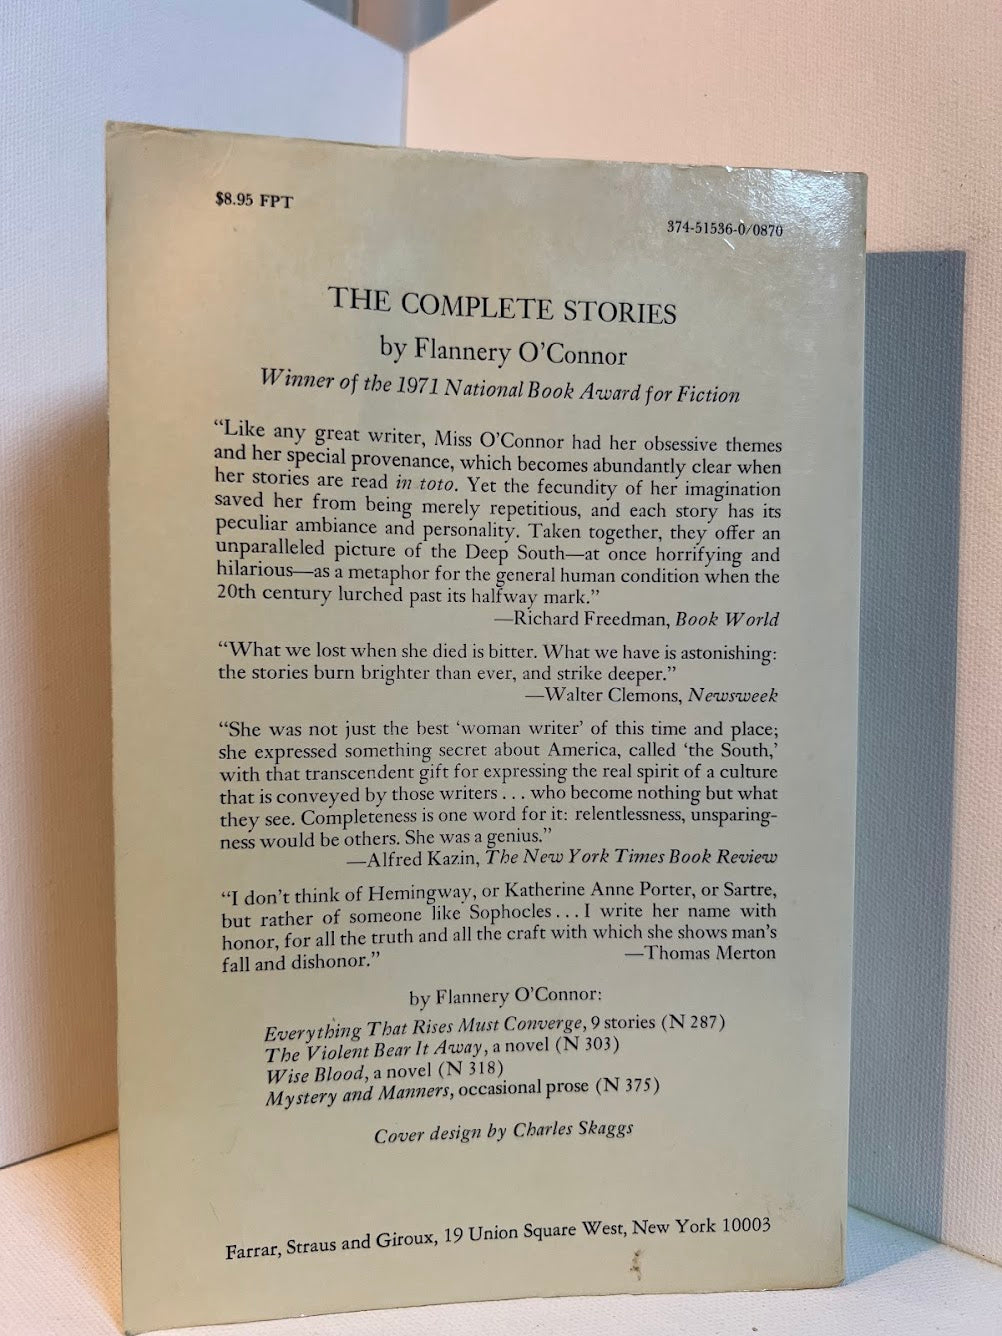 $8.95 FPT
374-51536-0/0870
THE COMPLETE STORIES
by Flannery O'Connor
Winner of the 1971 National Book Award for Fiction
“Like any great writer, Miss O'Connor had her obsessive themes
and her special provenance, which becomes abundantly clear when
her stories are read in toto. Yet the fecundity of her imagination
saved her from being merely repetitious, and each story has its
peculiar ambiance and personality. Taken together, they offer an
unparalleled picture of the Deep South—at once horrifying and
hilarious—as a metaphor for the general human condition when the
20th century lurched past its halfway mark.”
—Richard Freedman, Book World
“What we lost when she died is bitter. What we have is astonishing:
the stories burn brighter than ever, and strike deeper.”
—Walter Clemons, Newsweek
“She was not just the best ‘woman writer’ of this time and place;
she expressed something secret about America, called ‘the South,’
with that transcendent gift for expressing the real spirit of a culture
that is conveyed by those writers . . . who become nothing but what
they see. Completeness is one word for it: relentlessness, unsparing-
ness would be others. She was a genius.”
—Alfred Kazin, The New York Times Book Review
“I don't think of Hemingway, or Katherine Anne Porter, or Sartre,
but rather of someone like Sophocles . . . I write her name with
honor, for all the truth and all the craft with which she shows man's
fall and dishonor.” —Thomas Merton
by Flannery O'Connor:
Everything That Rises Must Converge, 9 stories (N 287)
The Violent Bear It Away, a novel (N 303)
Wise Blood, a novel (N 318)
Mystery and Manners, occasional prose (N 375)
Cover design by Charles Skaggs
Farrar, Straus and Giroux, 19 Union Square West, New York 10003